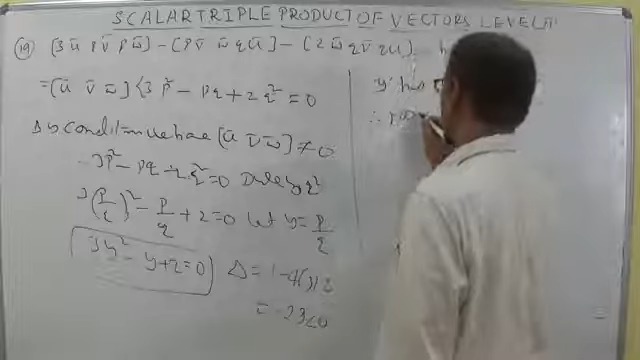 SCALAR TRIPLE PRODUCT OF VECTORS LEVEL
(19) [3ū pv̄ pw̄] - [pv̄ w̄ qū] - [2w̄ qv̄ qū]
= [ū v̄ w̄] {3p² - pq + 2q² = 0
By condition we have [ū v̄ w̄] ≠ 0
3p² - pq + 2q² = 0 Divide by q²
3(p/q)² - p/q + 2 = 0 Let y = p/q
3y² - y + 2 = 0
Δ = 1 - 4(3)2
= -23 < 0
y has
∴